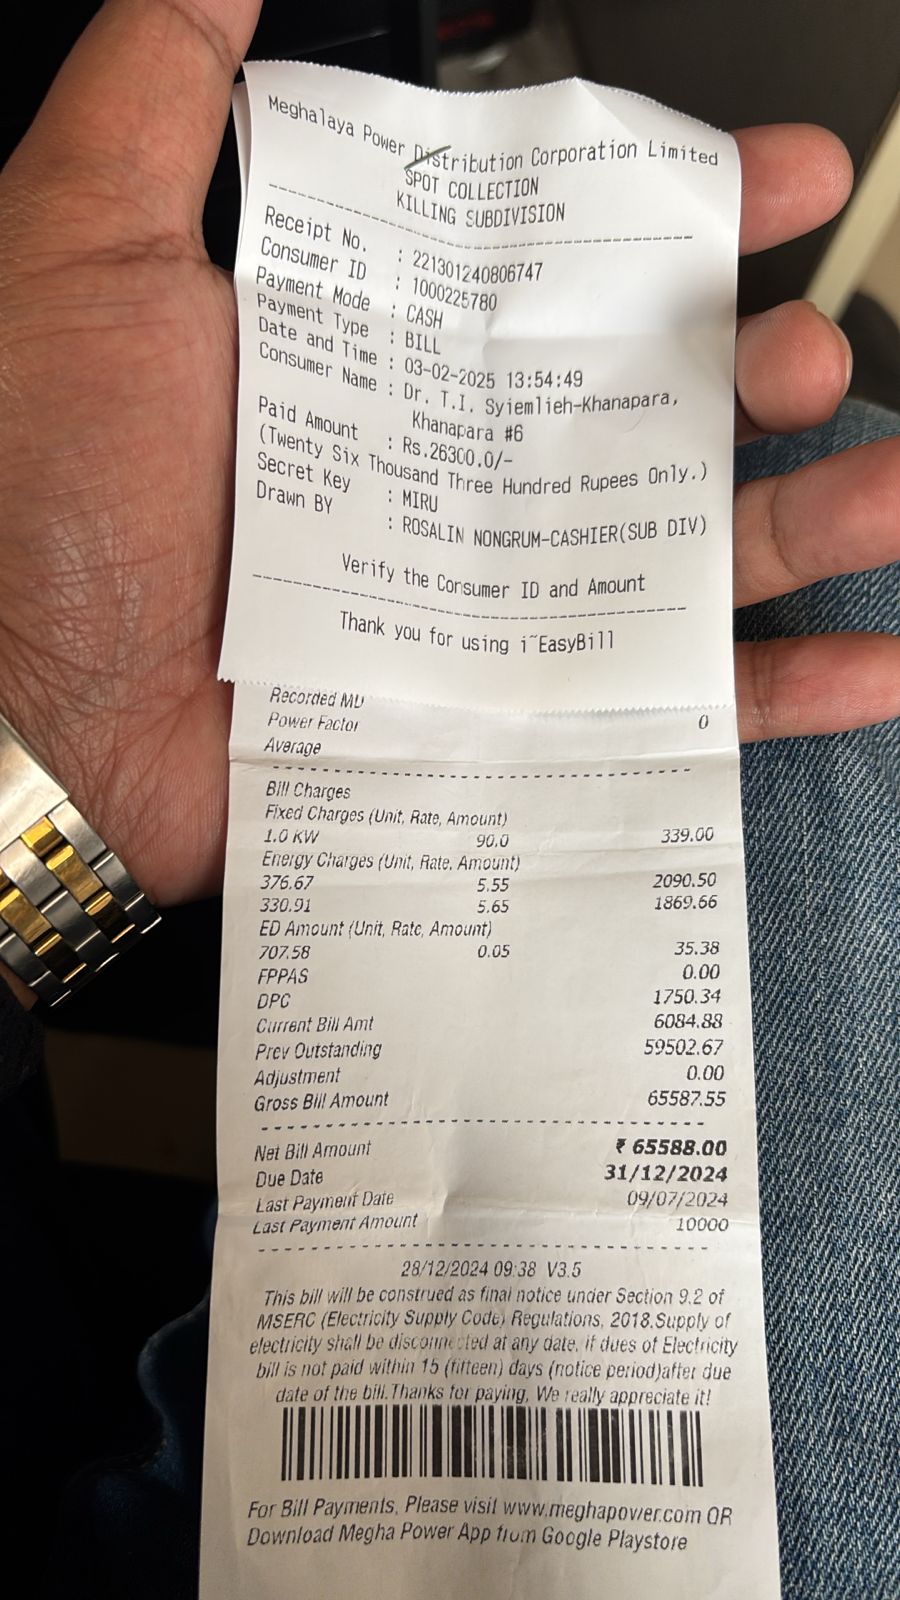 Meghalaya Power Distribution Corporation Limited
SPOT COLLECTION
KILLING SUBDIVISION
Receipt No. : 221301240806747
Consumer ID : 1000225780
Payment Mode : CASH
Payment Type : BILL
Date and Time : 03-02-2025 13:54:49
Consumer Name : Dr. T.I. Syiemlieh-Khanapara,
Khanapara #6
Paid Amount : Rs.26300.0/-
(Twenty Six Thousand Three Hundred Rupees Only.)
Secret Key : MIRU
Drawn BY : ROSALIN NONGRUM-CASHIER(SUB DIV)
Verify the Consumer ID and Amount
Thank you for using i~EasyBill
Recorded MD
Power Factor 0
Average
Bill Charges
Fixed Charges (Unit, Rate, Amount)
1.0 KW 90.0 339.00
Energy Charges (Unit, Rate, Amount)
376.67 5.55 2090.50
330.91 5.65 1869.66
ED Amount (Unit, Rate, Amount)
707.58 0.05 35.38
FPPAS 0.00
DPC 1750.34
Current Bill Amt 6084.88
Prev Outstanding 59502.67
Adjustment 0.00
Gross Bill Amount 65587.55
Net Bill Amount ₹ 65588.00
Due Date 31/12/2024
Last Payment Date 09/07/2024
Last Payment Amount 10000
28/12/2024 09:38 V3.5
This bill will be construed as final notice under Section 9.2 of
MSERC (Electricity Supply Code) Regulations, 2018.Supply of
electricity shall be disconnected at any date, if dues of Electricity
bill is not paid within 15 (fifteen) days (notice period)after due
date of the bill.Thanks for paying, We really appreciate it!
For Bill Payments, Please visit www.meghapower.com OR
Download Megha Power App from Google Playstore